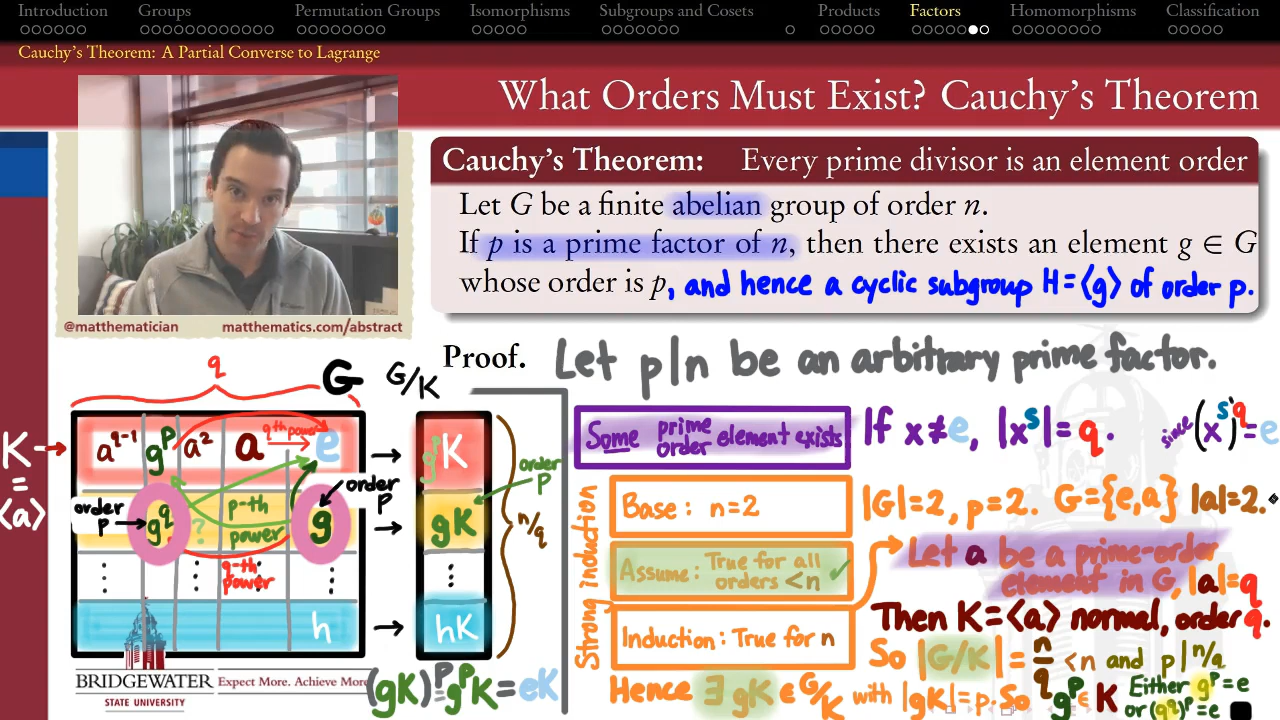 Introduction Groups Permutation Groups Isomorphisms Subgroups and Cosets Products Factors Homomorphisms Classification
Cauchy's Theorem: A Partial Converse to Lagrange
What Orders Must Exist? Cauchy's Theorem
Cauchy's Theorem: Every prime divisor is an element order
Let G be a finite abelian group of order n.
If p is a prime factor of n, then there exists an element g ∈ G
whose order is p, and hence a cyclic subgroup H=⟨g⟩ of order p.
@matthematician matthematics.com/abstract
Proof. Let p|n be an arbitrary prime factor.
q
G G/K
K = ⟨a⟩
a^{q-1} g^p a² a qth power e
g^p K
order p g^q ? p-th power g order p
gK order p
q-th power
n/q
⋮ ⋮ ⋮ ⋮
h hK
(gK)^p = g^p K = eK
BRIDGEWATER STATE UNIVERSITY
Expect More. Achieve Mor
Some prime order element exists
If x≠e, |x^s| = q. since (x^s)^q = e
Strong induction
Base: n=2
|G|=2, p=2. G={e,a} |a|=2.
Assume: True for all orders <n ✓
Let a be a prime-order element in G, |a|=q
Induction: True for n
Then K=⟨a⟩ normal, order q.
So |G/K| = n/q <n and p | n/q
Hence ∃ gK ∈ G/K with |gK|=p. So g^p ∈ K
Either g^p=e
or (g^q)^p=e